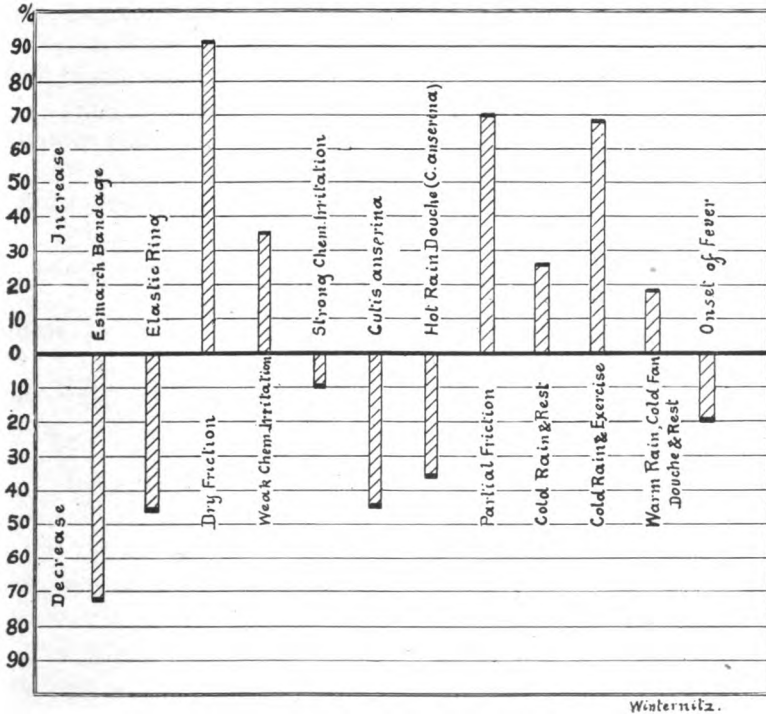 %
90
80
70
60
50
40
30
20
10
0
10
20
30
40
50
60
70
80
90
Increase
Decrease
Esmarch Bandage
Elastic Ring
Dry Friction
Weak Chem. Irritation
Strong Chem. Irritation
Cutis anserina
Hot Rain Douche (C. anserina)
Partial Friction
Cold Rain & Rest
Cold Rain & Exercise
Warm Rain, Cold Fan
Douche & Rest
Onset of Fever
Winternitz.